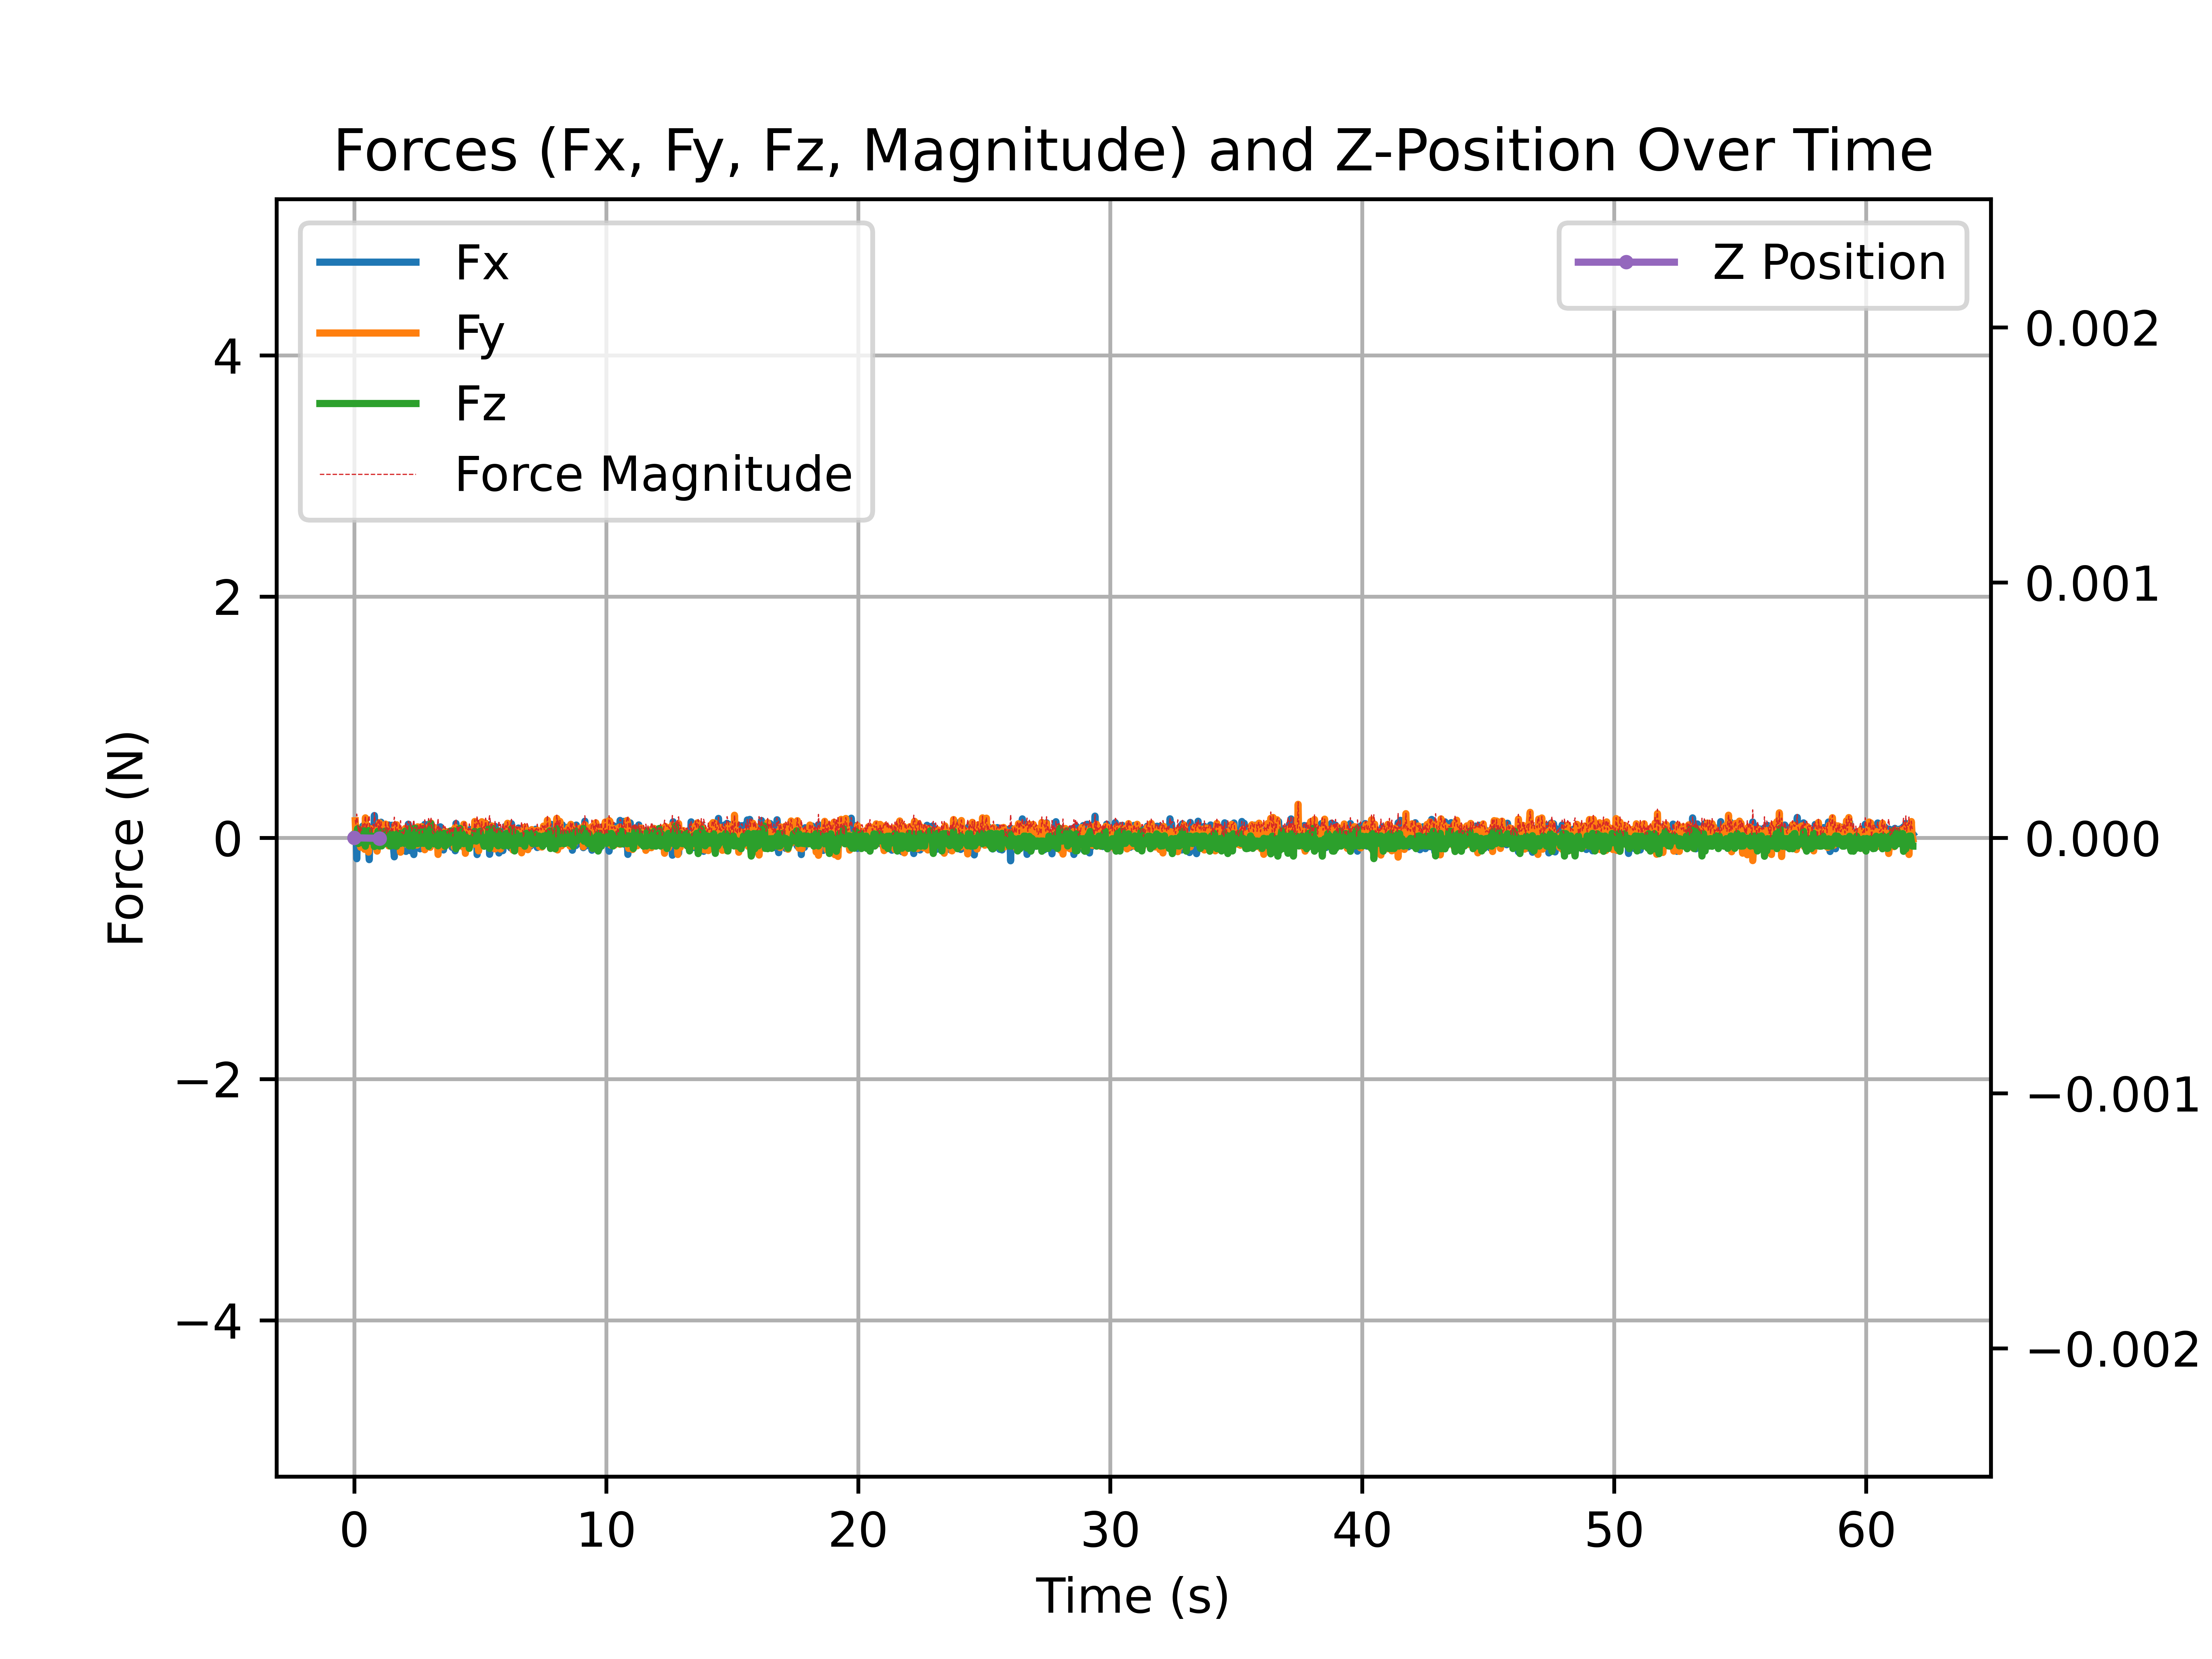 Forces (Fx, Fy, Fz, Magnitude) and Z-Position Over Time
Fx
Fy
Fz
Force Magnitude
Z Position
Force (N)
4
2
0
−2
−4
0.002
0.001
0.000
−0.001
−0.002
0 10 20 30 40 50 60
Time (s)